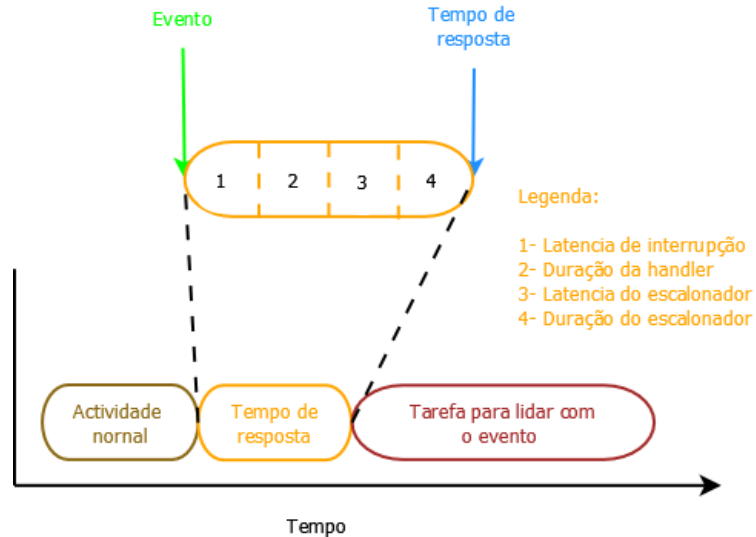 Evento
Tempo de
resposta
1
2
3
4
Legenda:
1- Latencia de interrupção
2- Duração da handler
3- Latencia do escalonador
4- Duração do escalonador
Actividade
nornal
Tempo de
resposta
Tarefa para lidar com
o evento
Tempo